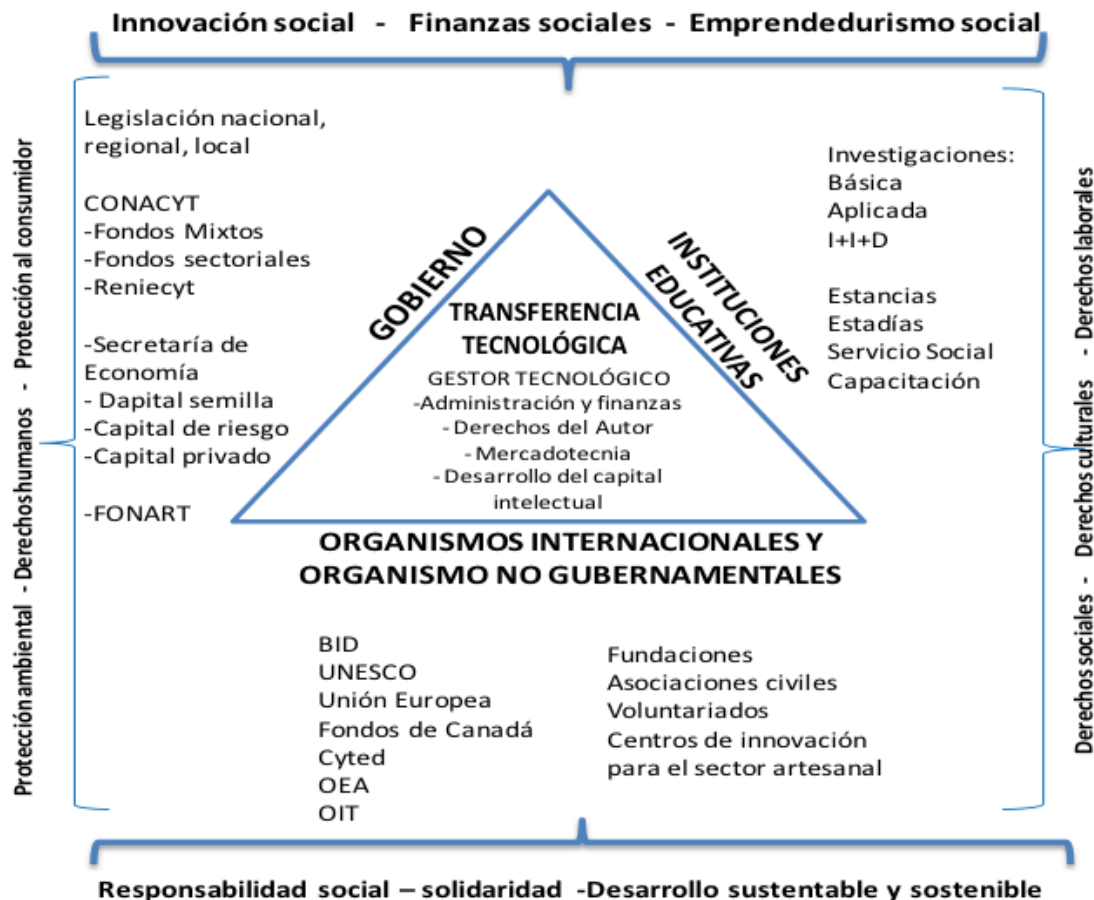 Innovación social - Finanzas sociales - Emprendedurismo social
Protección ambiental - Derechos humanos - Protección al consumidor
Legislación nacional,
regional, local
CONACYT
-Fondos Mixtos
-Fondos sectoriales
-Reniecyt
-Secretaría de
Economía
- Dapital semilla
-Capital de riesgo
-Capital privado
-FONART
GOBIERNO
TRANSFERENCIA
TECNOLÓGICA
GESTOR TECNOLÓGICO
-Administración y finanzas
- Derechos del Autor
- Mercadotecnia
- Desarrollo del capital
intelectual
INSTITUCIONES
EDUCATIVAS
Investigaciones:
Básica
Aplicada
I+I+D
Estancias
Estadías
Servicio Social
Capacitación
Derechos sociales - Derechos culturales - Derechos laborales
ORGANISMOS INTERNACIONALES Y
ORGANISMO NO GUBERNAMENTALES
BID
UNESCO
Unión Europea
Fondos de Canadá
Cyted
OEA
OIT
Fundaciones
Asociaciones civiles
Voluntariados
Centros de innovación
para el sector artesanal
Responsabilidad social – solidaridad -Desarrollo sustentable y sostenible